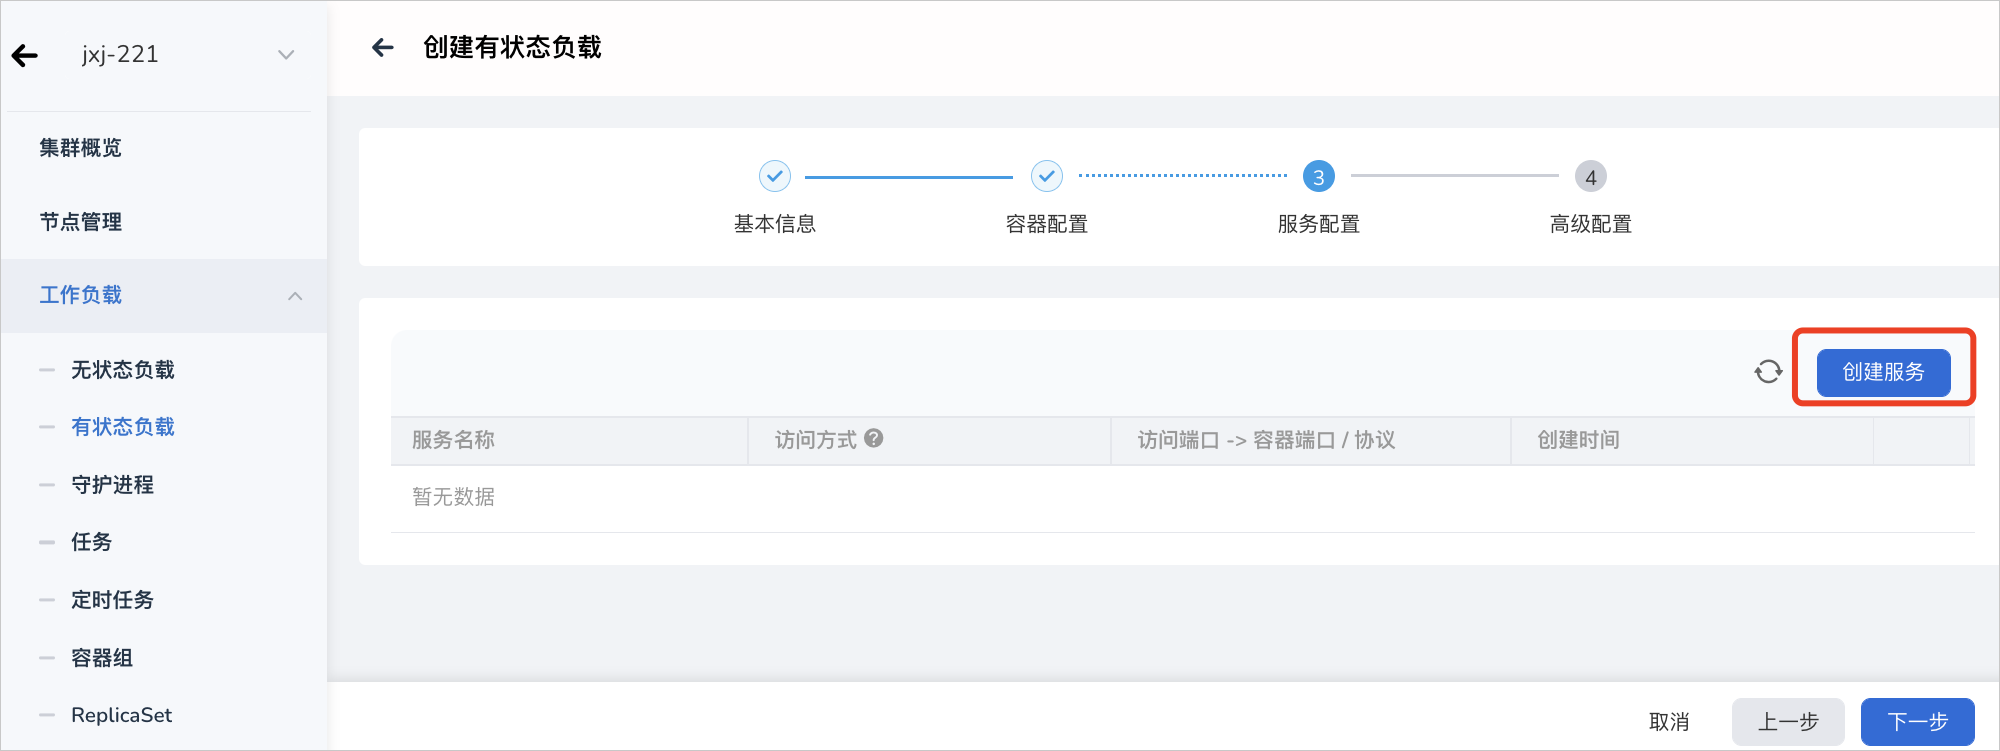 jxj-221
集群概览
节点管理
工作负载
无状态负载
有状态负载
守护进程
任务
定时任务
容器组
ReplicaSet
创建有状态负载
3
4
基本信息
容器配置
服务配置
高级配置
创建服务
服务名称
访问方式 ?
访问端口 -> 容器端口 / 协议
创建时间
暂无数据
取消
上一步
下一步